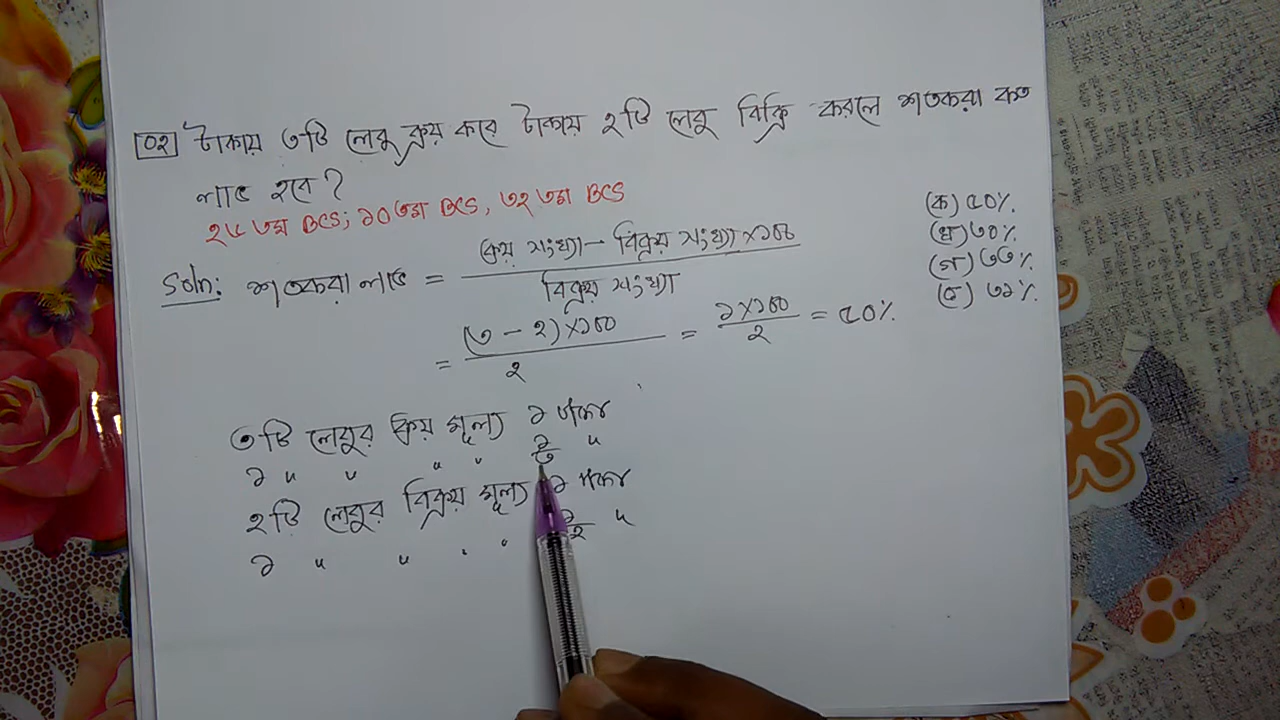 ০২ টাকায় ৩টি লেবু ক্রয় করে টাকায় ২টি লেবু বিক্রি করলে শতকরা কত
লাভ হবে?
২৫ তম BCS; ১০তম BCS, ৩২ তম BCS
(ক) ৫০%
(খ) ৩০%
(গ) ৩৩%
(ঘ) ৩১%
Soln: শতকরা লাভ = ক্রয় সংখ্যা - বিক্রয় সংখ্যা × ১০০
বিক্রয় সংখ্যা
= (৩ - ২) × ১০০ / ২ = ১ × ১০০ / ২ = ৫০%
৩টি লেবুর ক্রয় মূল্য ১ টাকা
১ " " " " ১/৩ "
২টি লেবুর বিক্রয় মূল্য ১ টাকা
১ " " " " ১/২ "